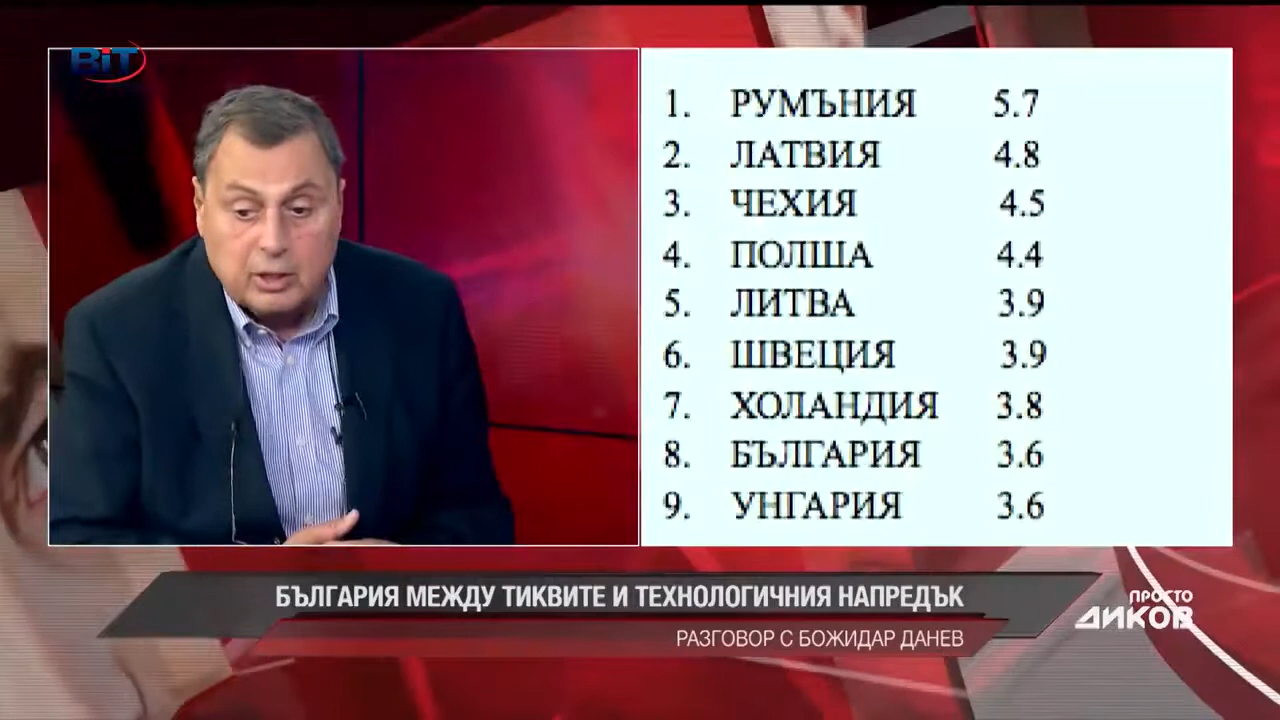 BiT
1. РУМЪНИЯ 5.7
2. ЛАТВИЯ 4.8
3. ЧЕХИЯ 4.5
4. ПОЛША 4.4
5. ЛИТВА 3.9
6. ШВЕЦИЯ 3.9
7. ХОЛАНДИЯ 3.8
8. БЪЛГАРИЯ 3.6
9. УНГАРИЯ 3.6
БЪЛГАРИЯ МЕЖДУ ТИКВИТЕ И ТЕХНОЛОГИЧНИЯ НАПРЕДЪК
РАЗГОВОР С БОЖИДАР ДАНЕВ
ПРОСТО
ДИКОВ